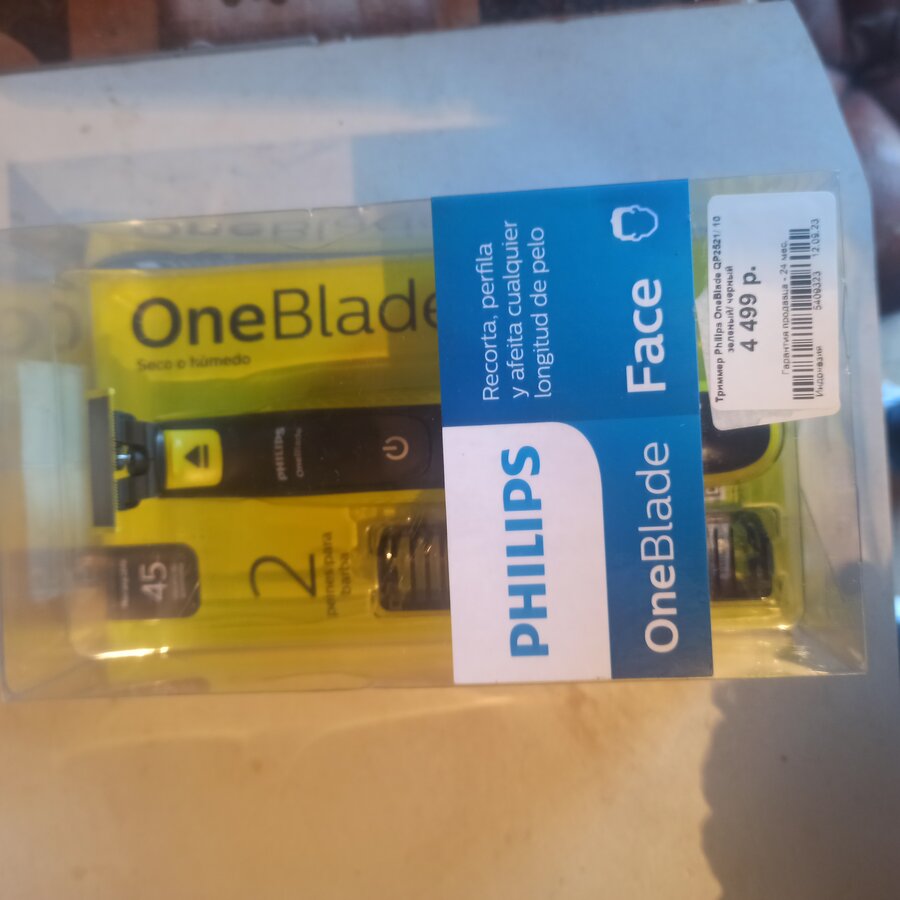 OneBlade
Seco o húmedo
PHILIPS
OneBlade
45
2
peines para
barba
Recorta, perfila
y afeita cualquier
longitud de pelo
PHILIPS
OneBlade Face
Триммер Philips OneBlade QP2521/10
зеленый/черный
4 499 р.
Гарантия продавца - 24 мес.
5409323 12.09.23
Индонезия